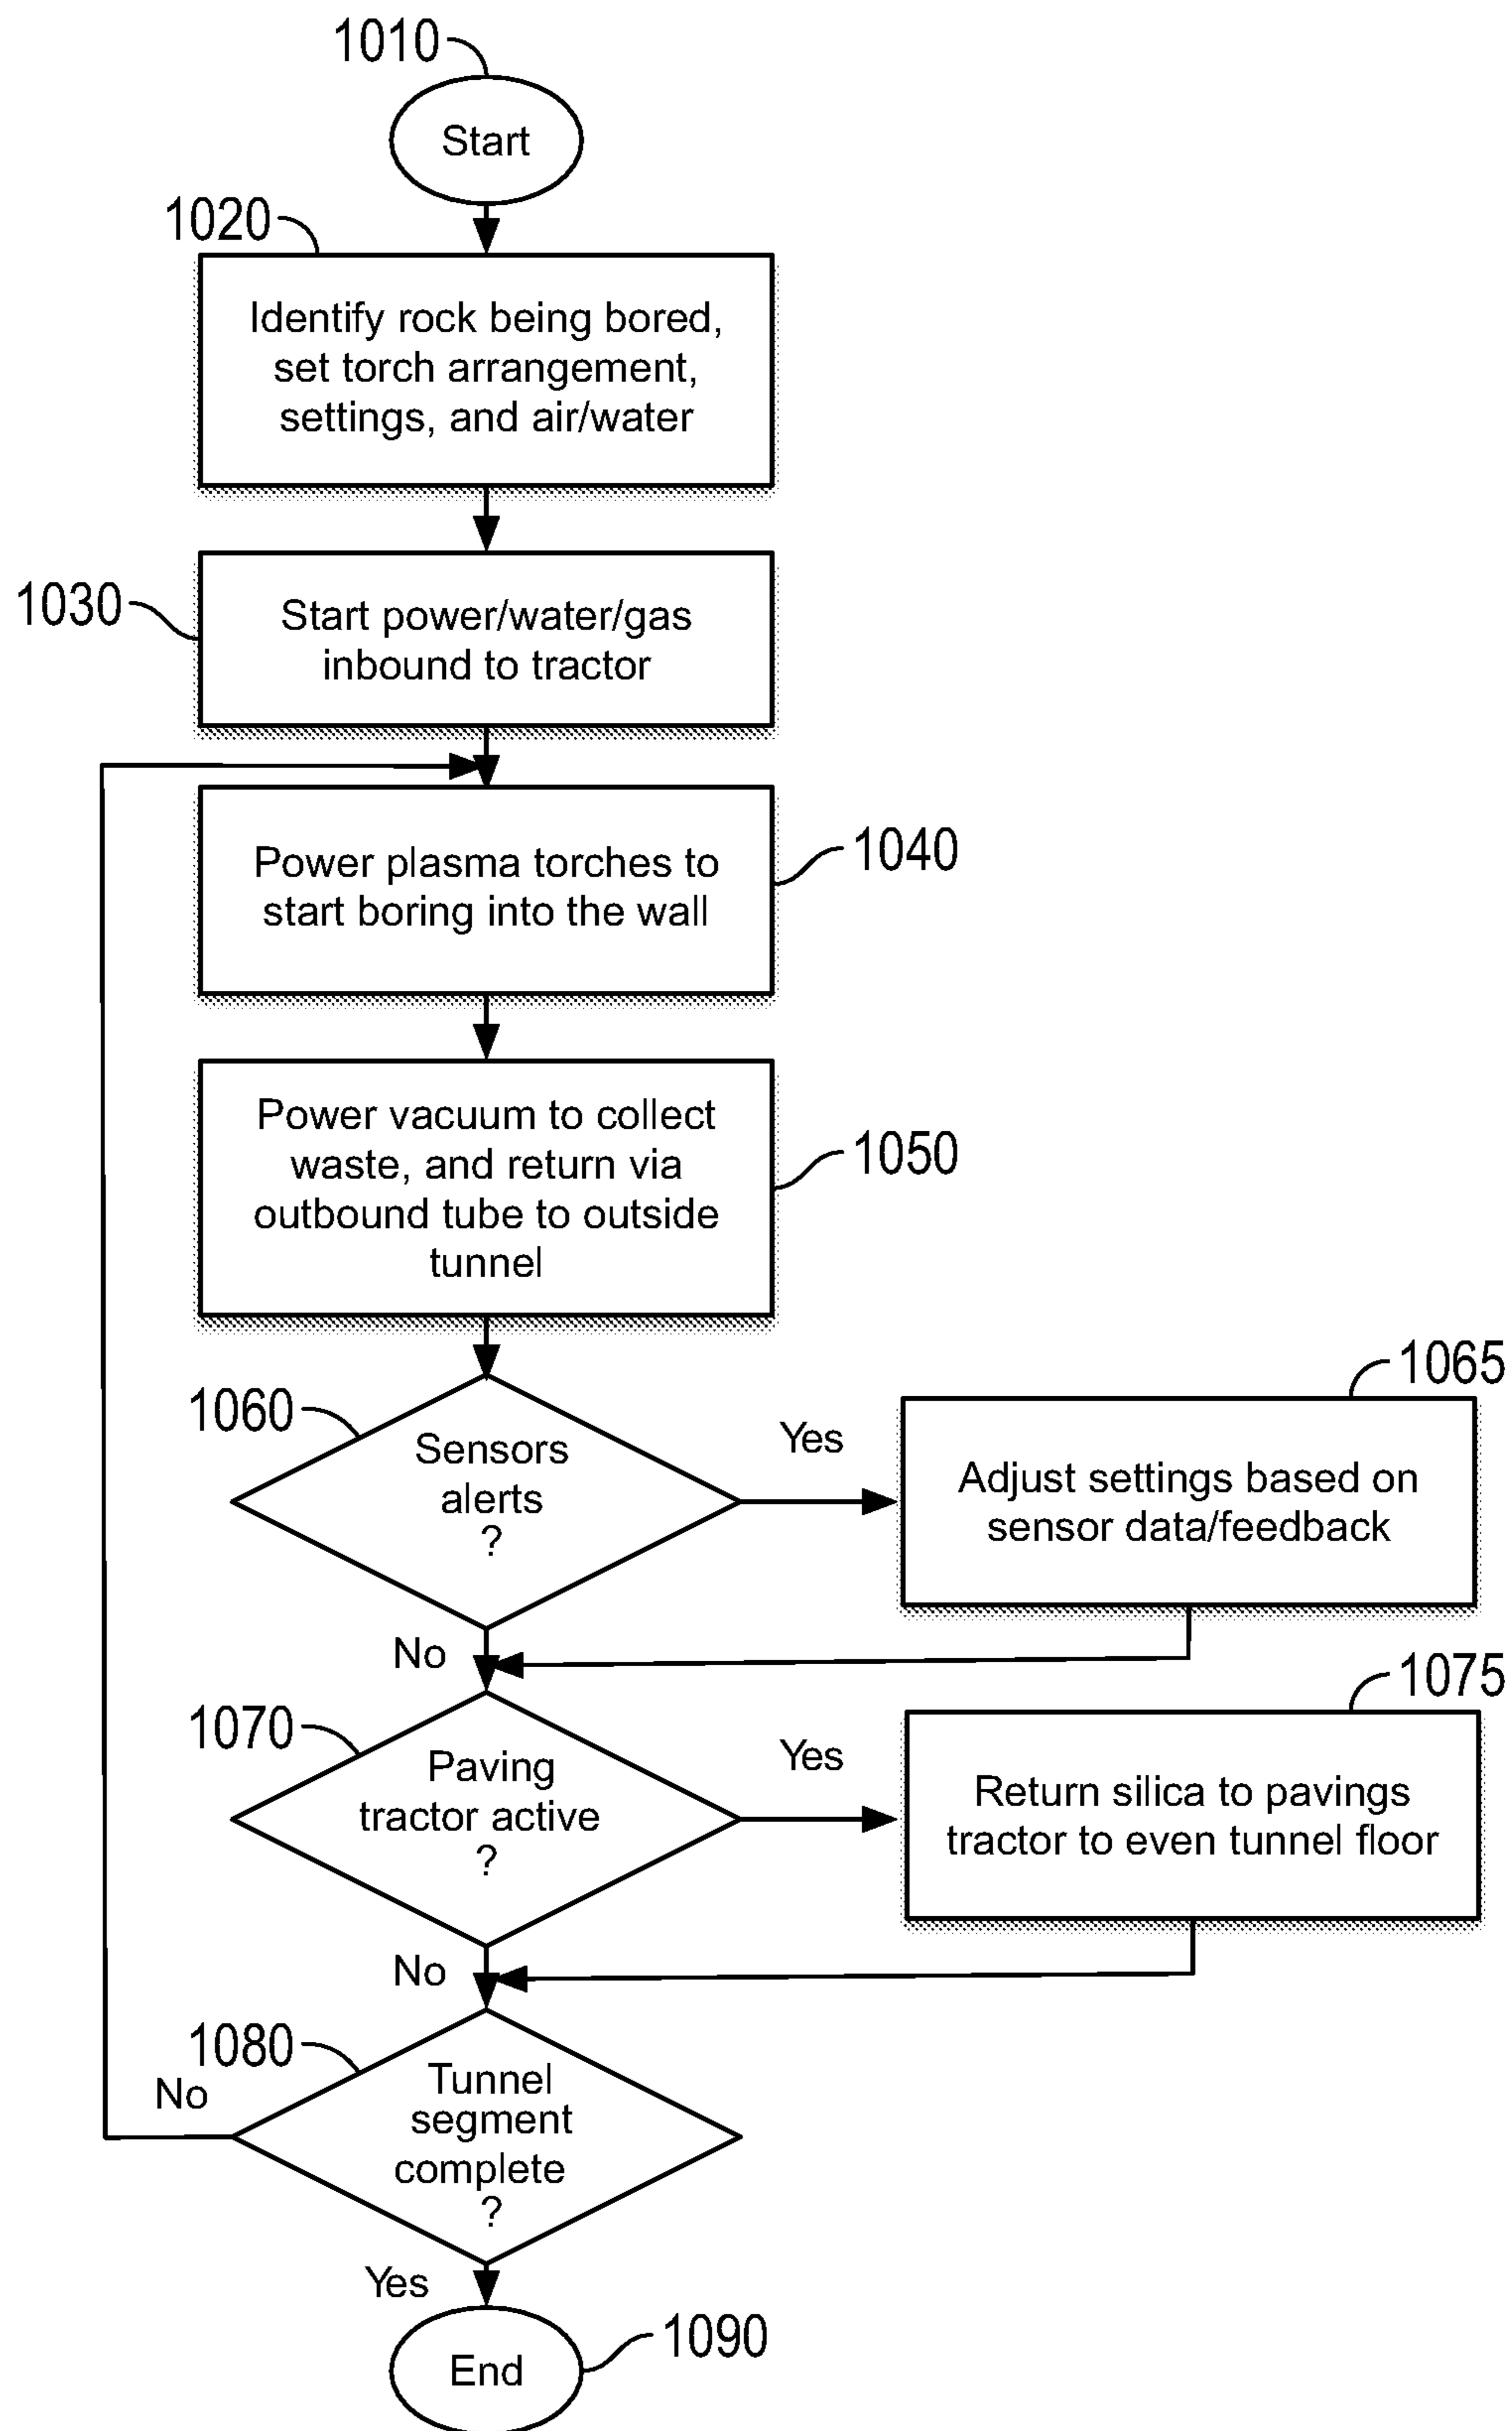 1010
Start
1020
Identify rock being bored,
set torch arrangement,
settings, and air/water
1030
Start power/water/gas
inbound to tractor
1040
Power plasma torches to
start boring into the wall
1050
Power vacuum to collect
waste, and return via
outbound tube to outside
tunnel
1060
Sensors
alerts
?
Yes
1065
Adjust settings based on
sensor data/feedback
No
1070
Paving
tractor active
?
Yes
1075
Return silica to pavings
tractor to even tunnel floor
No
1080
No
Tunnel
segment
complete
?
Yes
1090
End